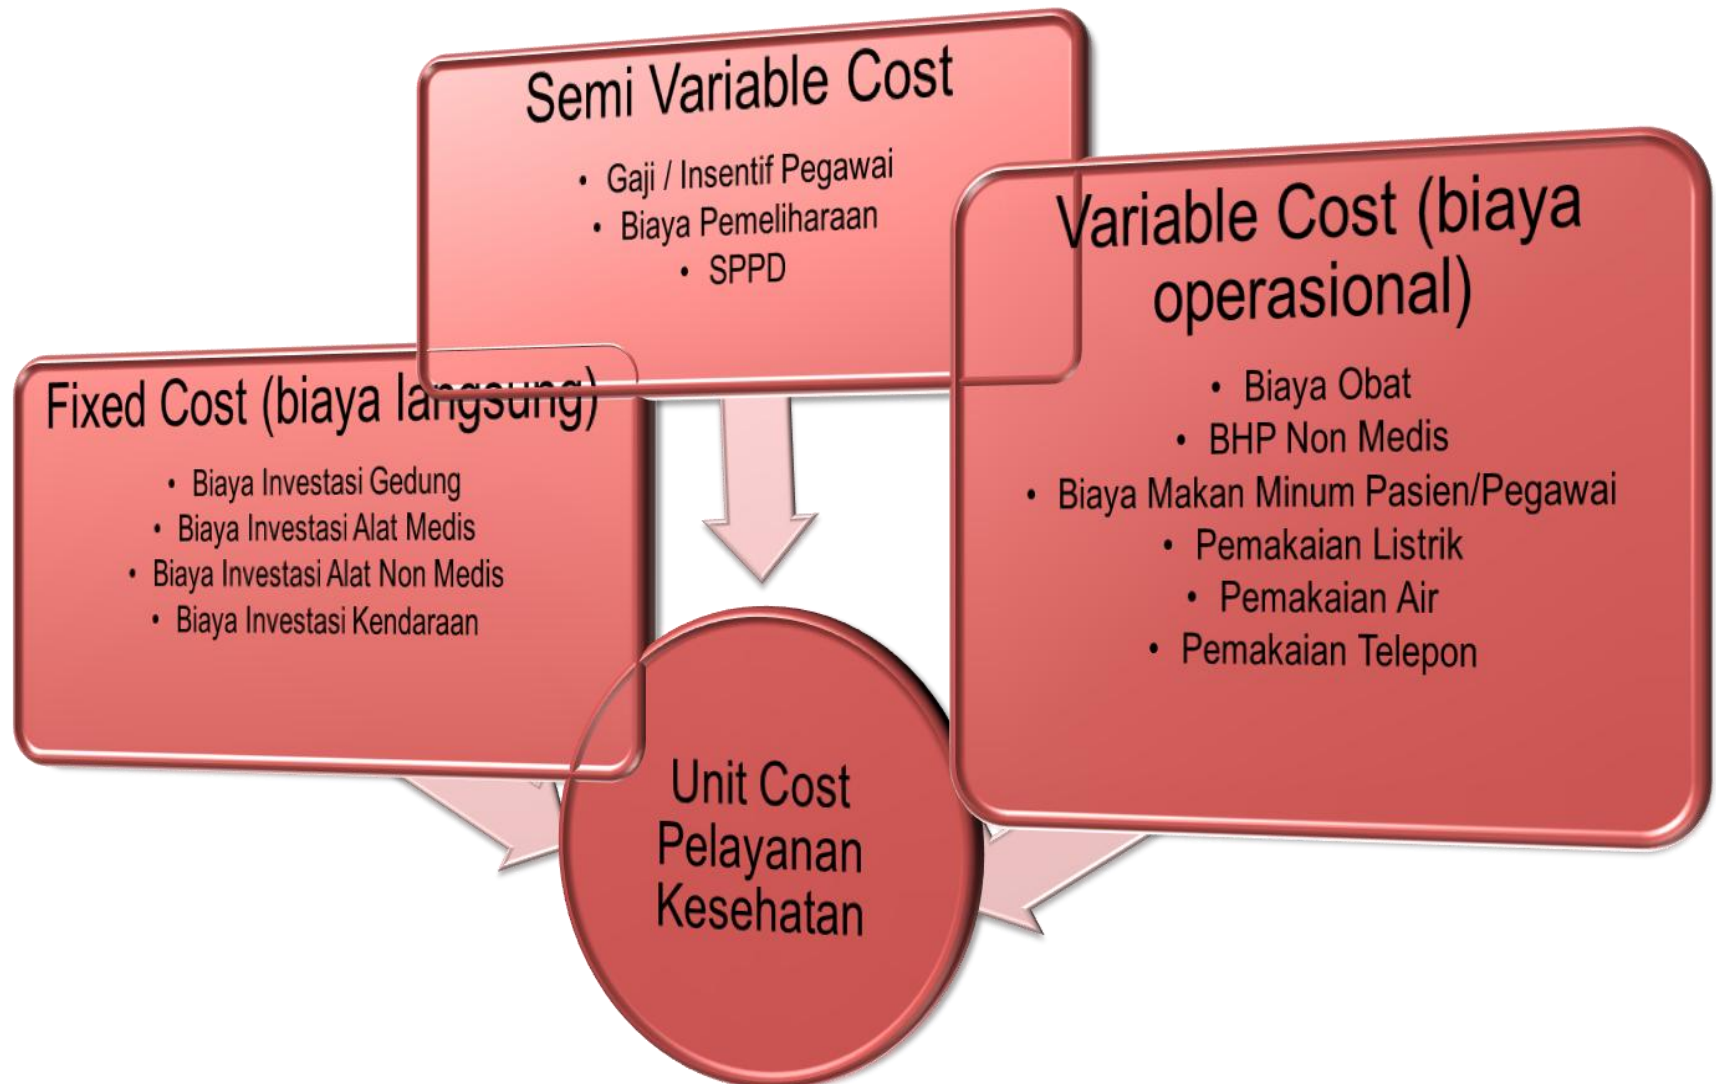 Semi Variable Cost
• Gaji / Insentif Pegawai
• Biaya Pemeliharaan
• SPPD
Fixed Cost (biaya langsung)
• Biaya Investasi Gedung
• Biaya Investasi Alat Medis
• Biaya Investasi Alat Non Medis
• Biaya Investasi Kendaraan
Variable Cost (biaya
operasional)
• Biaya Obat
• BHP Non Medis
• Biaya Makan Minum Pasien/Pegawai
• Pemakaian Listrik
• Pemakaian Air
• Pemakaian Telepon
Unit Cost
Pelayanan
Kesehatan